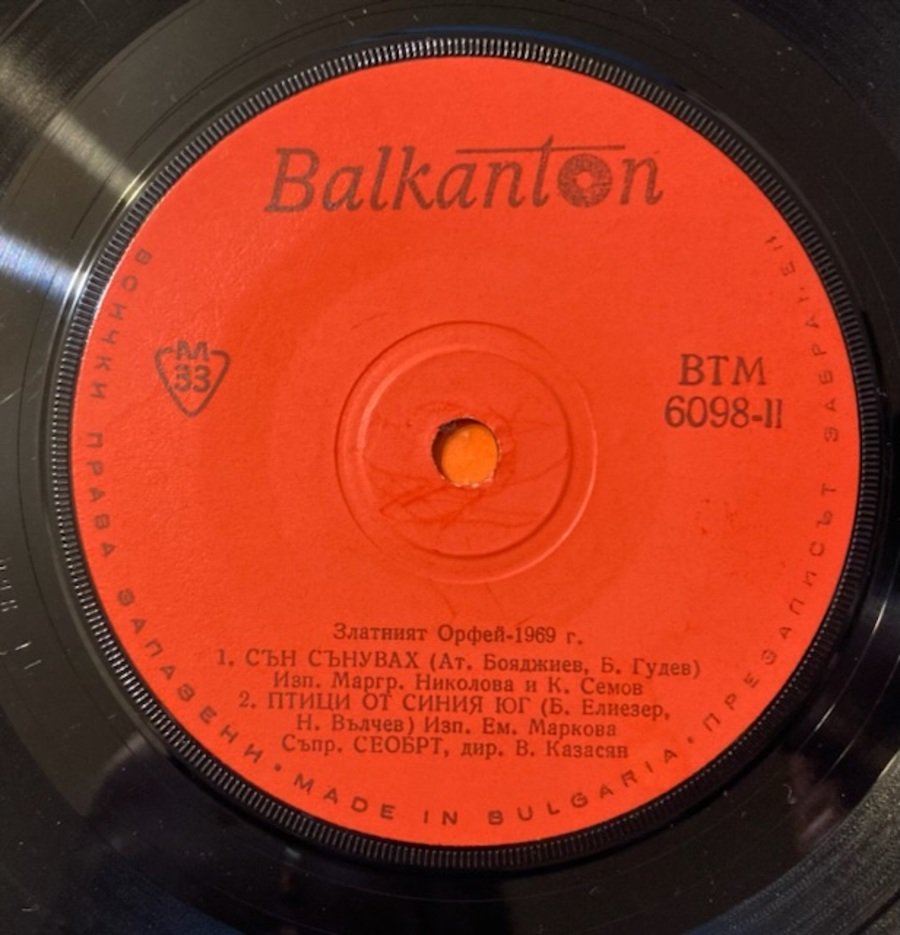 Balkanton
M
33
ВТМ
6098-II
Златният Орфей-1969 г.
1. СЪН СЪНУВАХ (Ат. Бояджиев, Б. Гудев)
Изп. Маргр. Николова и К. Семов
2. ПТИЦИ ОТ СИНИЯ ЮГ (Б. Елиезер,
Н. Вълчев) Изп. Ем. Маркова
Съпр. СЕОБРТ, дир. В. Казасян
ВСИЧКИ ПРАВА ЗАПАЗЕНИ • MADE IN BULGARIA • ПРЕЗАПИСЪТ ЗАБРАНЕН